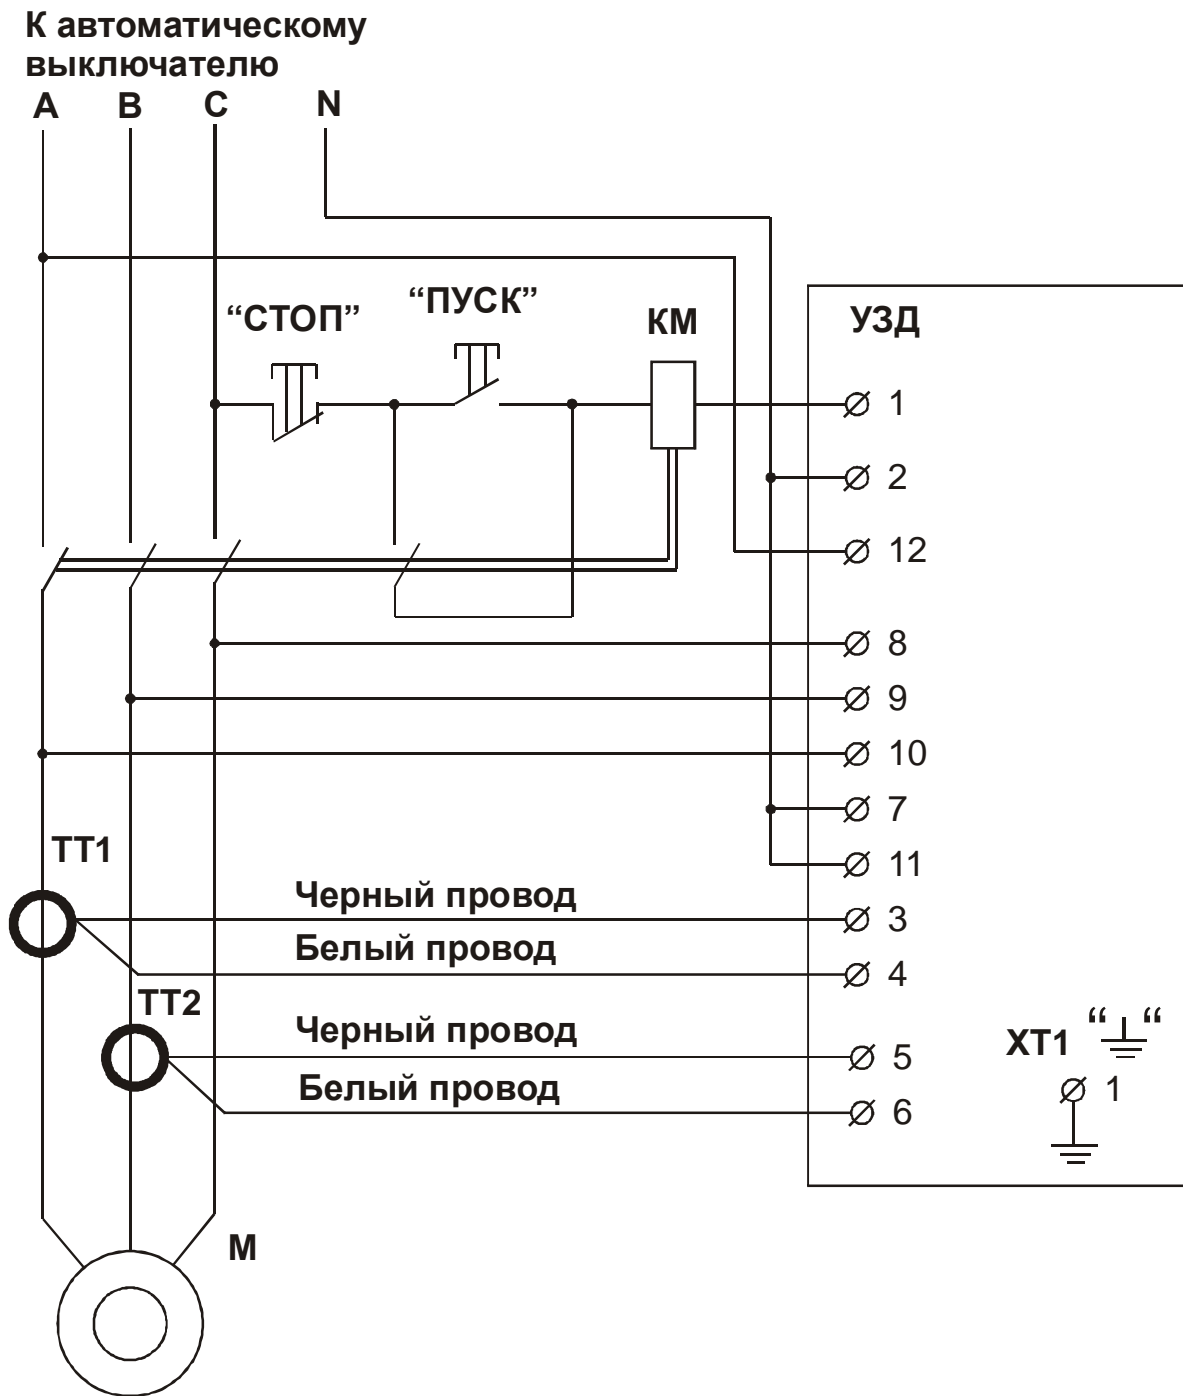 К автоматическому
выключателю
A B C N
“СТОП” “ПУСК” КМ УЗД
1
2
12
8
9
10
7
ТТ1
11
Черный провод 3
Белый провод 4
ТТ2
Черный провод 5
ХТ1 “ “
Белый провод 6
1
М